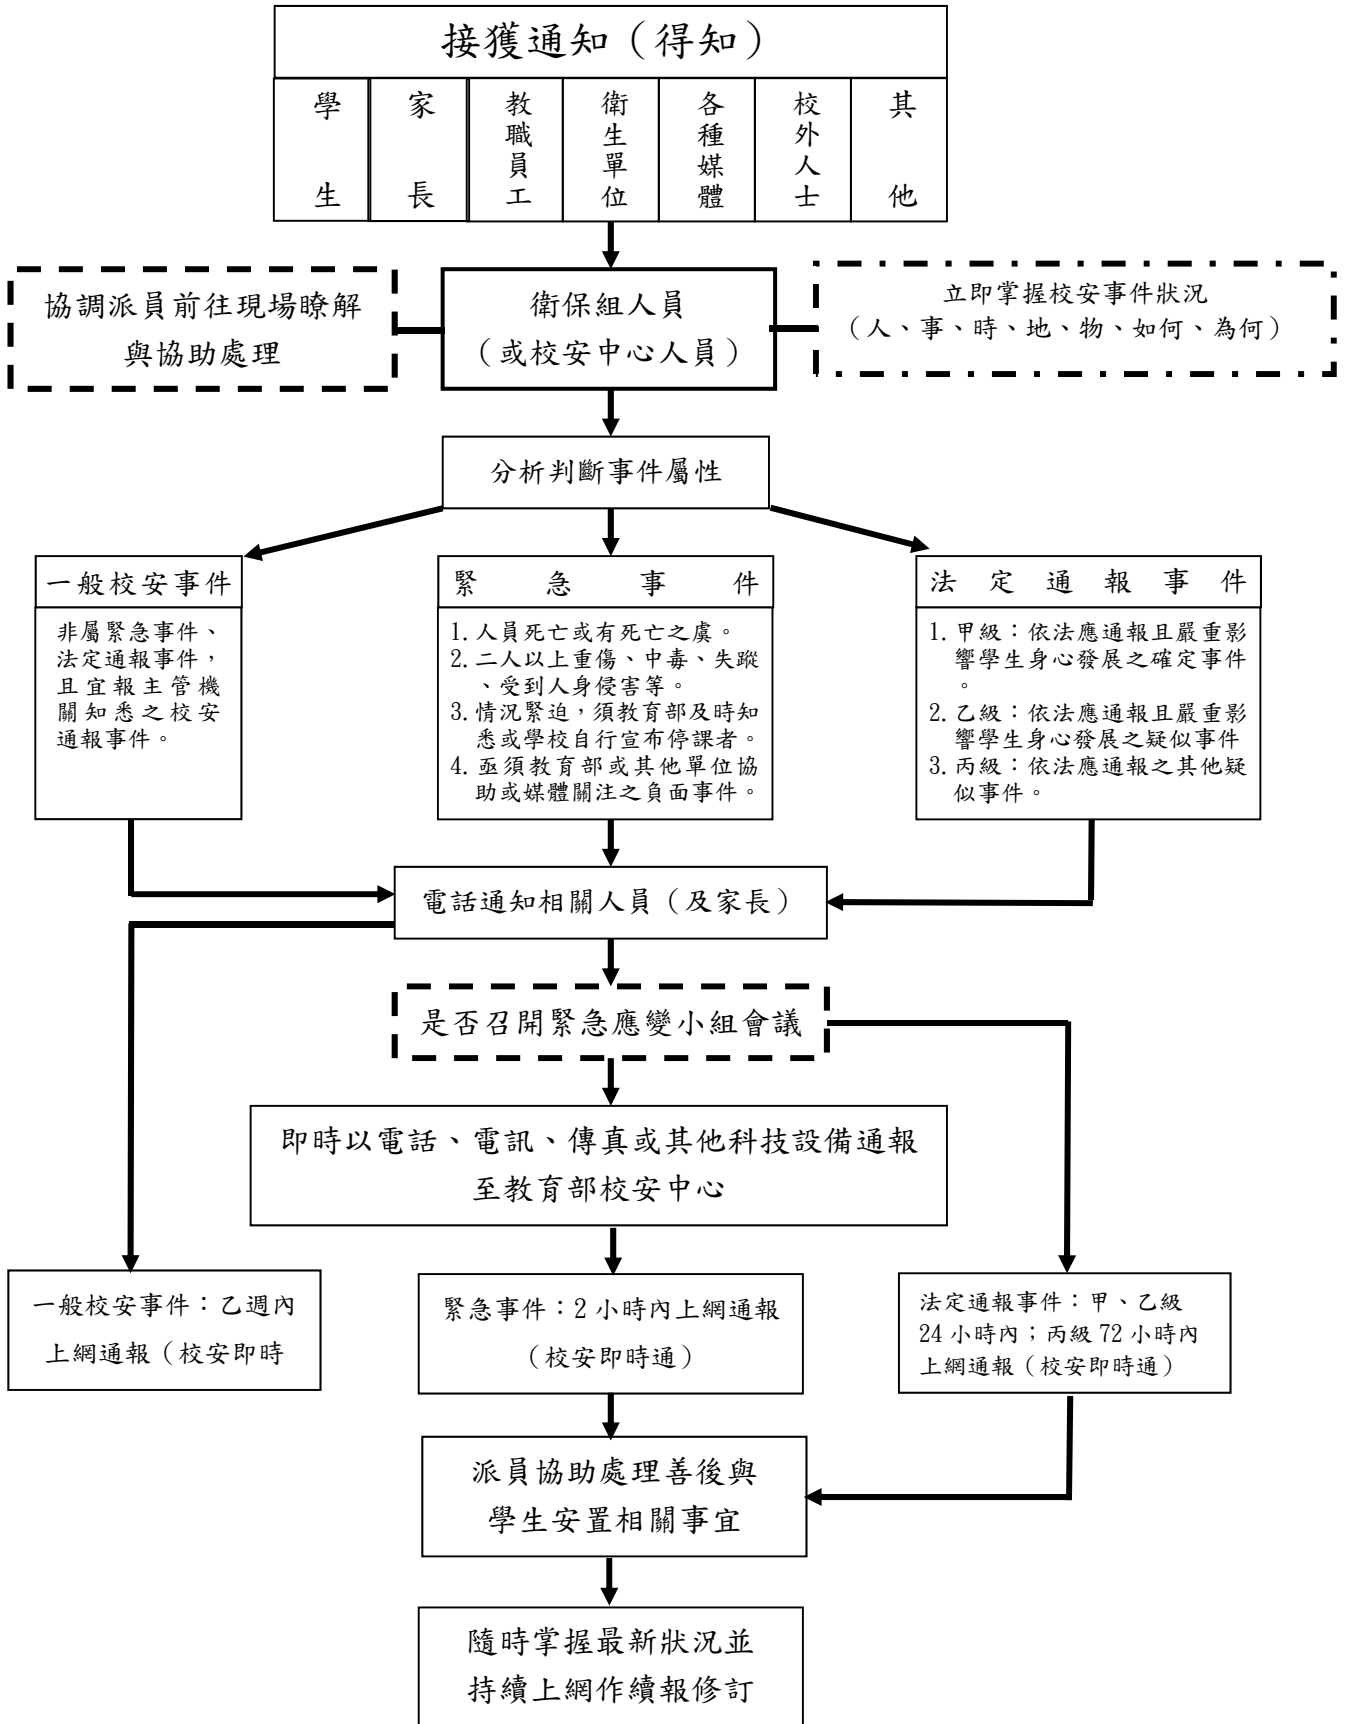 接獲通知（得知）
學生
家長
教職員工
衛生單位
各種媒體
校外人士
其他
協調派員前往現場瞭解
與協助處理
衛保組人員
（或校安中心人員）
立即掌握校安事件狀況
（人、事、時、地、物、如何、為何）
分析判斷事件屬性
一般校安事件
非屬緊急事件、
法定通報事件，
且宜報主管機
關知悉之校安
通報事件。
緊急事件
1.人員死亡或有死亡之虞。
2.二人以上重傷、中毒、失蹤
、受到人身侵害等。
3.情況緊迫，須教育部及時知
悉或學校自行宣布停課者。
4.亟須教育部或其他單位協
助或媒體關注之負面事件。
法定通報事件
1.甲級：依法應通報且嚴重影
響學生身心發展之確定事件
。
2.乙級：依法應通報且嚴重影
響學生身心發展之疑似事件
3.丙級：依法應通報之其他疑
似事件。
電話通知相關人員（及家長）
是否召開緊急應變小組會議
即時以電話、電訊、傳真或其他科技設備通報
至教育部校安中心
一般校安事件：乙週內
上網通報（校安即時
緊急事件：2 小時內上網通報
（校安即時通）
法定通報事件：甲、乙級
24 小時內；丙級 72 小時內
上網通報（校安即時通）
派員協助處理善後與
學生安置相關事宜
隨時掌握最新狀況並
持續上網作續報修訂